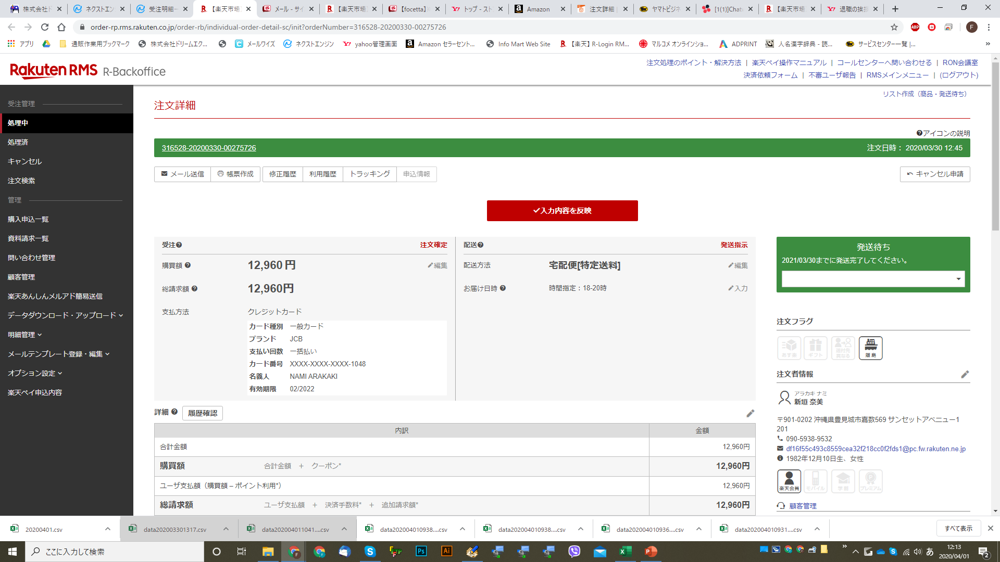 株式会社ド
ネクストエン
受注明細一
【楽天市場
メール - サイ
【楽天市場
【focetta】
トップ - スト
Amazon
注文詳細
ヤマトビジネ
[1(1)]Chat
【楽天市場
退職の挨拶
order-rp.rms.rakuten.co.jp/order-rb/individual-order-detail-sc/init?orderNumber=316528-20200330-00275726
アプリ
通販作業用ブックマーク
株式会社ドリームエク...
メールワイズ
ネクストエンジン
yahoo管理画面
Amazon セラーセント...
Info Mart Web Site
【楽天】R-Login RM...
マルコメ オンラインショ...
ADPRINT
人名漢字辞典 - 読...
サービスセンター一覧 |...
Rakuten RMS R-Backoffice
注文処理のポイント・解決方法 | 楽天ペイ操作マニュアル | コールセンターへ問い合わせる | RON会議室
決済依頼フォーム | 不審ユーザ報告 | RMSメインメニュー | (ログアウト)
受注管理
処理中
処理済
キャンセル
注文検索
管理
購入申込一覧
資料請求一覧
問い合わせ管理
顧客管理
楽天あんしんメルアド簡易送信
データダウンロード・アップロード
明細管理
メールテンプレート登録・編集
オプション設定
楽天ペイ申込内容
リスト作成（商品・発送待ち）
注文詳細
アイコンの説明
316528-20200330-00275726
注文日時： 2020/03/30 12:45
メール送信
帳票作成
修正履歴
利用履歴
トラッキング
申込情報
キャンセル申請
入力内容を反映
受注
注文確定
購買額
12,960 円
編集
総請求額
12,960円
支払方法
クレジットカード
カード種別 一般カード
ブランド JCB
支払い回数 一括払い
カード番号 XXXX-XXXX-XXXX-1048
名義人 NAMI ARAKAKI
有効期限 02/2022
配送
発送指示
配送方法
宅配便[特定送料]
編集
お届け日時
時間指定：18-20時
入力
発送待ち
2021/03/30までに発送完了してください。
注文フラグ
あす楽
ギフト
送付先
異なる
離島
注文者情報
アラカキ ナミ
新垣 奈美
〒901-0202 沖縄県豊見城市嘉数569 サンセットアベニュー1
201
090-5938-9532
df16f55c493c8559cea32f218cc0f2fds1@pc.fw.rakuten.ne.jp
1982年12月10日生、女性
楽天会員
モバイル
学割
プレミアム
顧客管理
詳細
履歴確認
内訳
金額
合計金額
12,960円
購買額
合計金額 + クーポン*
12,960円
ユーザ支払額（購買額 – ポイント利用*）
12,960円
総請求額
ユーザ支払額 + 決済手数料* + 追加請求額*
12,960円
20200401.csv
data202003301317.csv
data202004011041....csv
data202004010938....csv
data202004010938....csv
data202004010936....csv
data202004010931....csv
すべて表示
ここに入力して検索
あ
12:13
2020/04/01
2